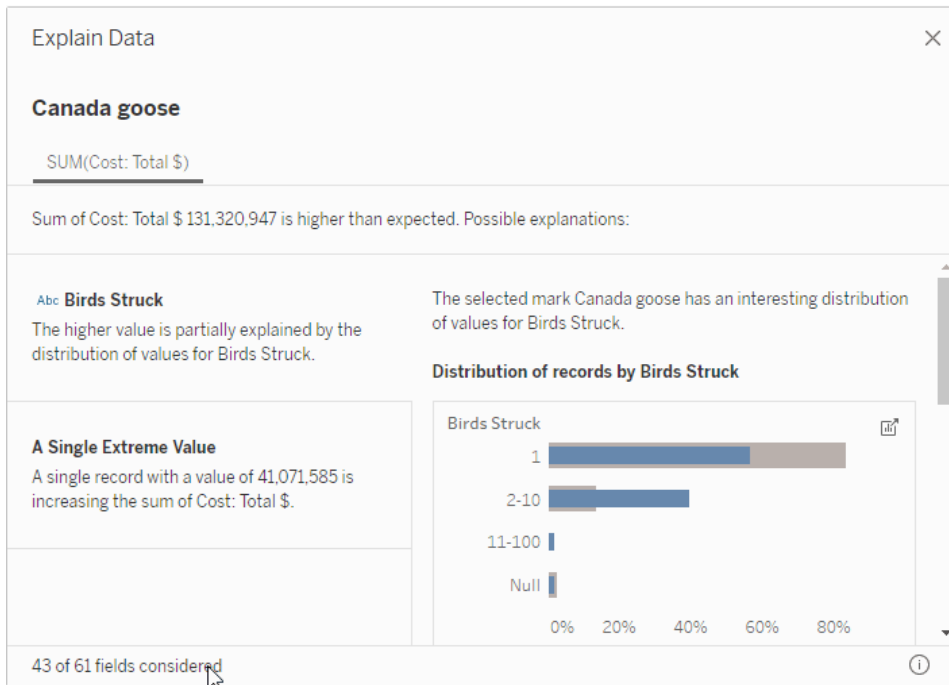 Explain Data
Canada goose
SUM(Cost: Total $)
Sum of Cost: Total $ 131,320,947 is higher than expected. Possible explanations:
Abc Birds Struck
The higher value is partially explained by the
distribution of values for Birds Struck.
A Single Extreme Value
A single record with a value of 41,071,585 is
increasing the sum of Cost: Total $.
The selected mark Canada goose has an interesting distribution
of values for Birds Struck.
Distribution of records by Birds Struck
Birds Struck
1
2-10
11-100
Null
0% 20% 40% 60% 80%
43 of 61 fields considered